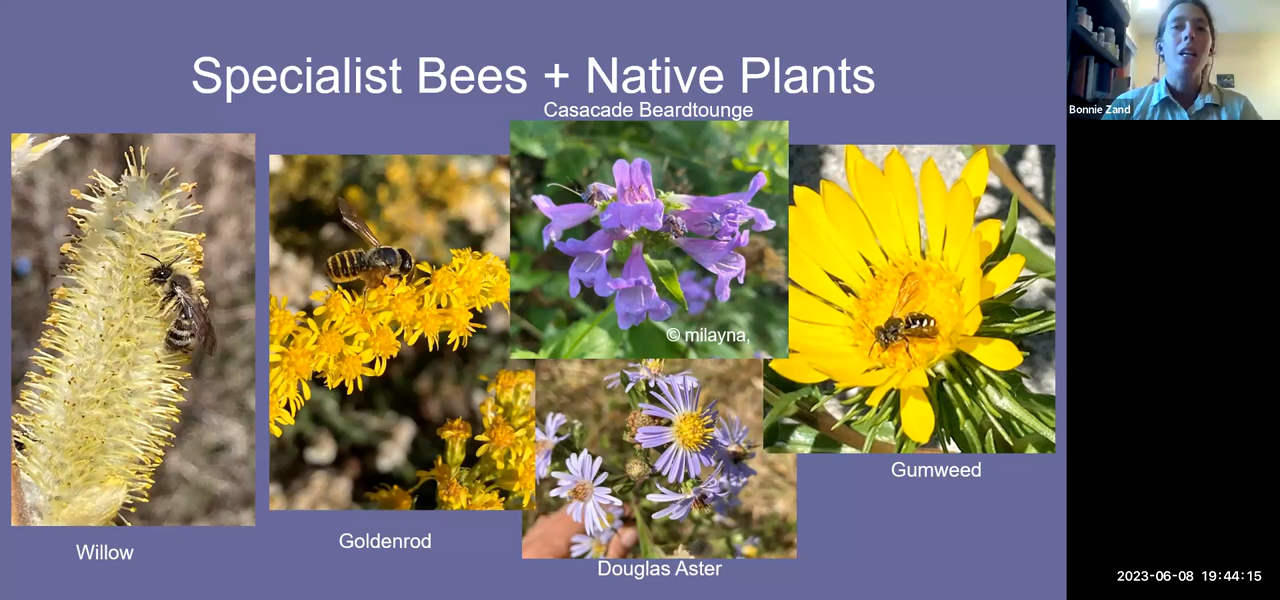 Specialist Bees + Native Plants
Casacade Beardtounge
© milayna,
Gumweed
Goldenrod
Willow
Douglas Aster
Bonnie Zand
2023-06-08 19:44:15